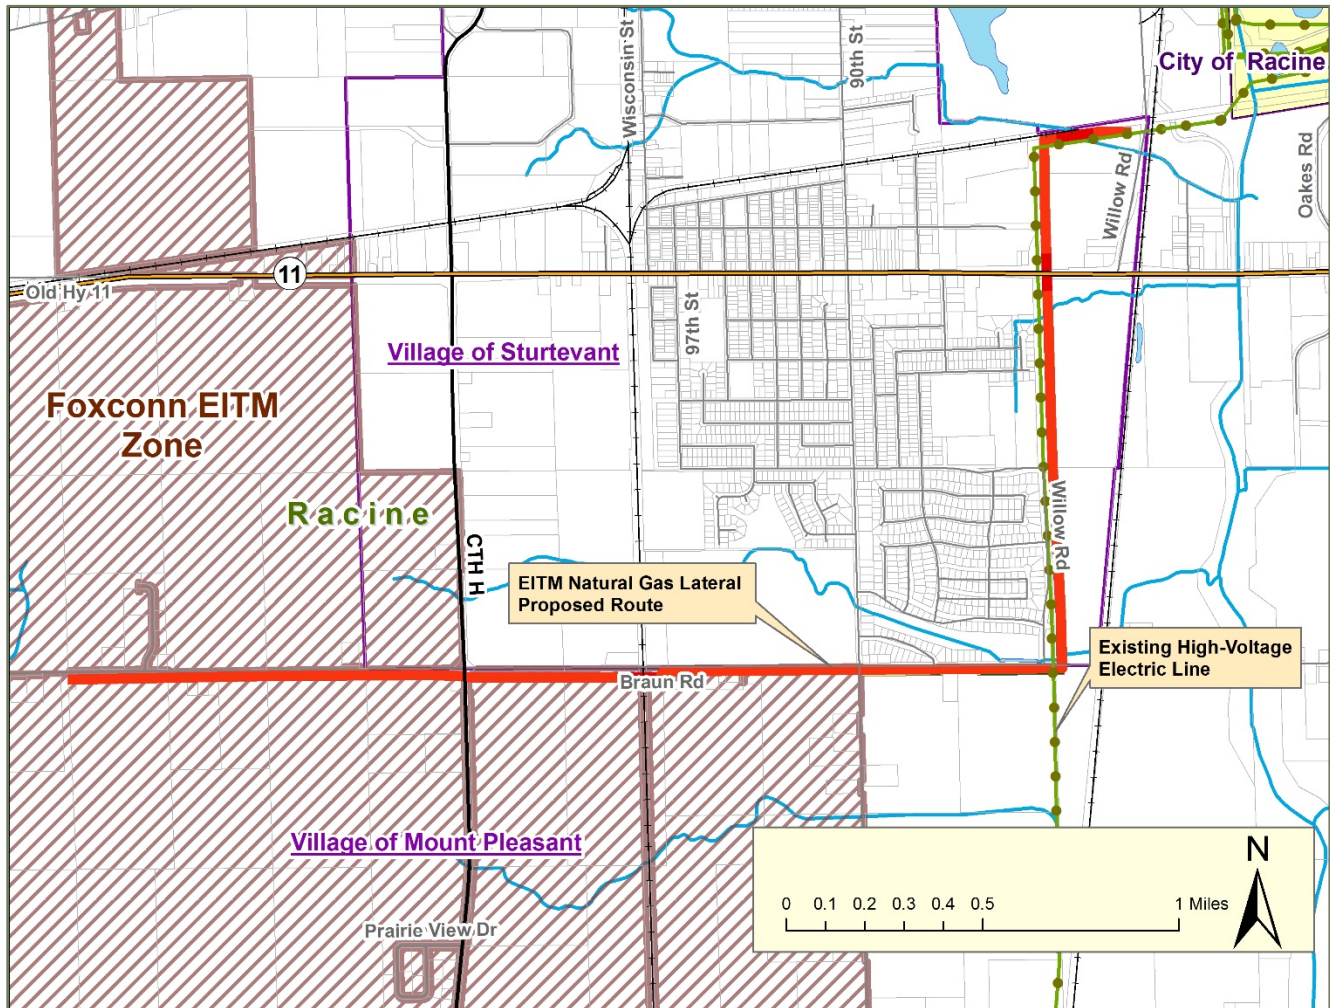 Wisconsin St
90th St
City of Racine
Willow Rd
Oakes Rd
11
Old Hy 11
97th St
Village of Sturtevant
Foxconn EITM
Zone
Racine
CTH H
Willow Rd
EITM Natural Gas Lateral
Proposed Route
Existing High-Voltage
Electric Line
Braun Rd
Village of Mount Pleasant
N
0 0.1 0.2 0.3 0.4 0.5 1 Miles
Prairie View Dr